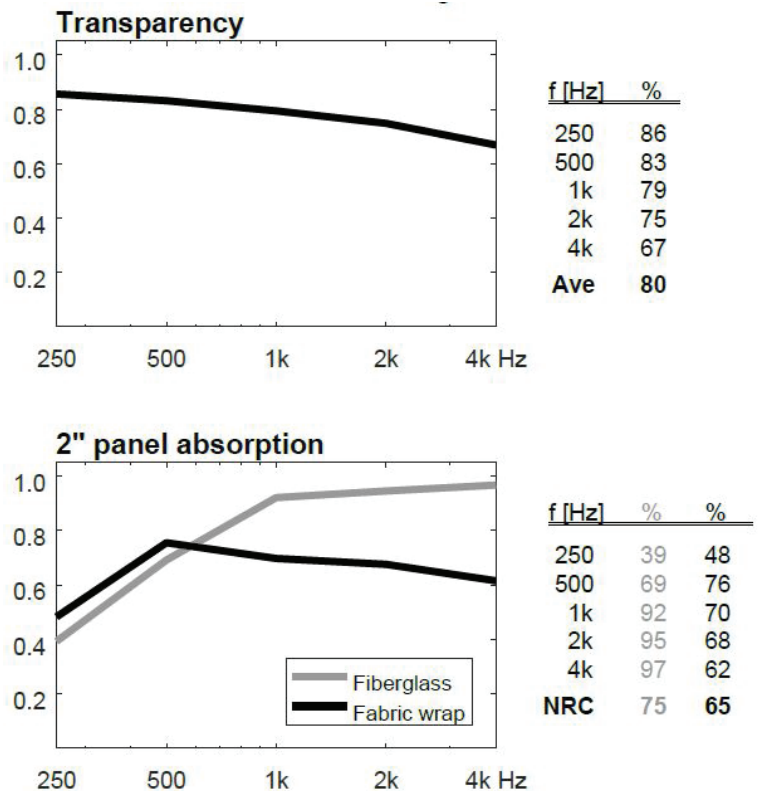 Transparency
1.0
0.8
0.6
0.4
0.2
250 500 1k 2k 4k Hz
f [Hz] %
250 86
500 83
1k 79
2k 75
4k 67
Ave 80
2" panel absorption
1.0
0.8
0.6
0.4
0.2
Fiberglass
Fabric wrap
250 500 1k 2k 4k Hz
f [Hz] % %
250 39 48
500 69 76
1k 92 70
2k 95 68
4k 97 62
NRC 75 65